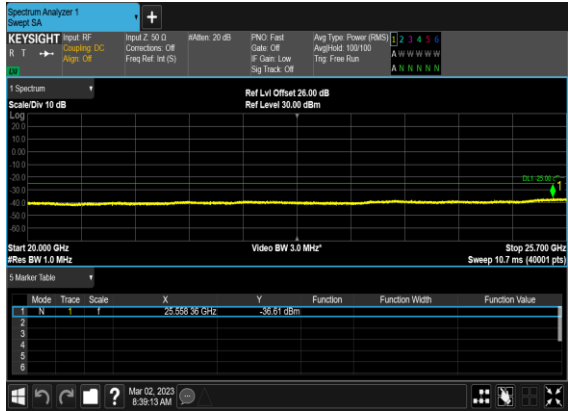 Spectrum Analyzer 1
Swept SA
+
KEYSIGHT
R T
LU
Input: RF
Coupling: DC
Align: Off
Input Z: 50 Ω
Corrections: Off
Freq Ref: Int (S)
#Atten: 20 dB
PNO: Fast
Gate: Off
IF Gain: Low
Sig Track: Off
Avg Type: Power (RMS)
Avg|Hold: 100/100
Trig: Free Run
1 2 3 4 5 6
A W W W W W
A N N N N N
1 Spectrum
Scale/Div 10 dB
Ref Lvl Offset 26.00 dB
Ref Level 30.00 dBm
Log
20.0
10.0
0.00
-10.0
-20.0
-30.0
-40.0
-50.0
-60.0
1
Start 20.000 GHz
#Res BW 1.0 MHz
Video BW 3.0 MHz*
Stop 25.700 GHz
Sweep 10.7 ms (40001 pts)
5 Marker Table
Mode Trace Scale X Y Function Function Width Function Value
1 N 1 f 25.558 36 GHz -36.61 dBm
2
3
4
5
6
?
Mar 02, 2023
8:39:13 AM